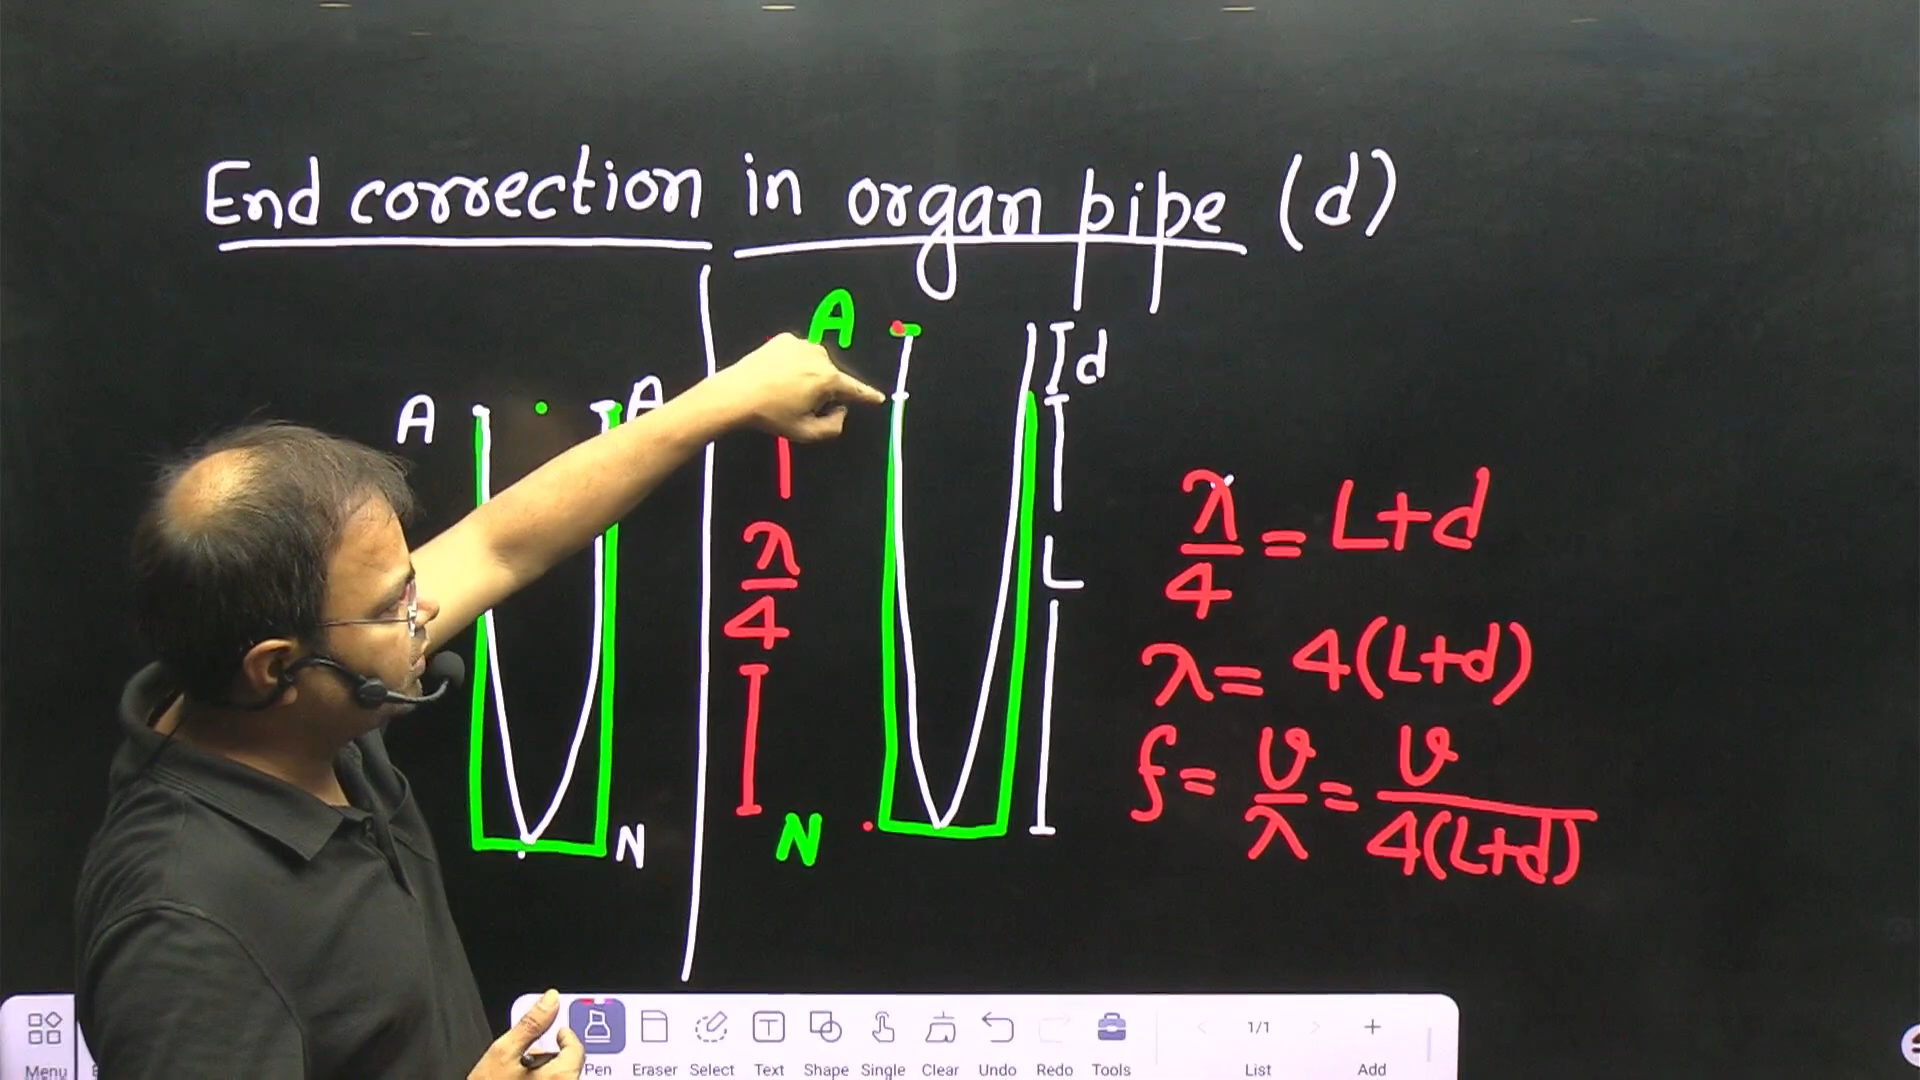 End correction in organ pipe (d)
A A
N
A
λ/4
N
d
L
λ/4 = L+d
λ = 4(L+d)
f = v/λ = v/4(L+d)
Menu
Pen Eraser Select Text Shape Single Clear Undo Redo Tools
1/1
List
Add